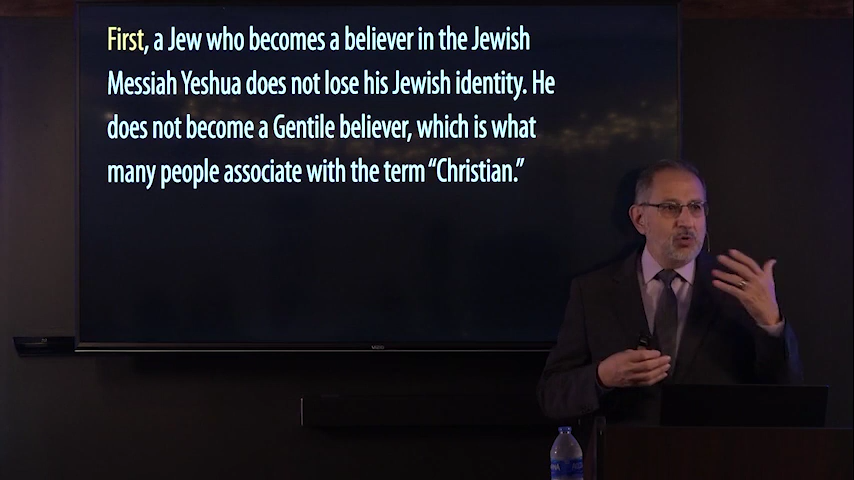 First, a Jew who becomes a believer in the Jewish
Messiah Yeshua does not lose his Jewish identity. He
does not become a Gentile believer, which is what
many people associate with the term “Christian.”